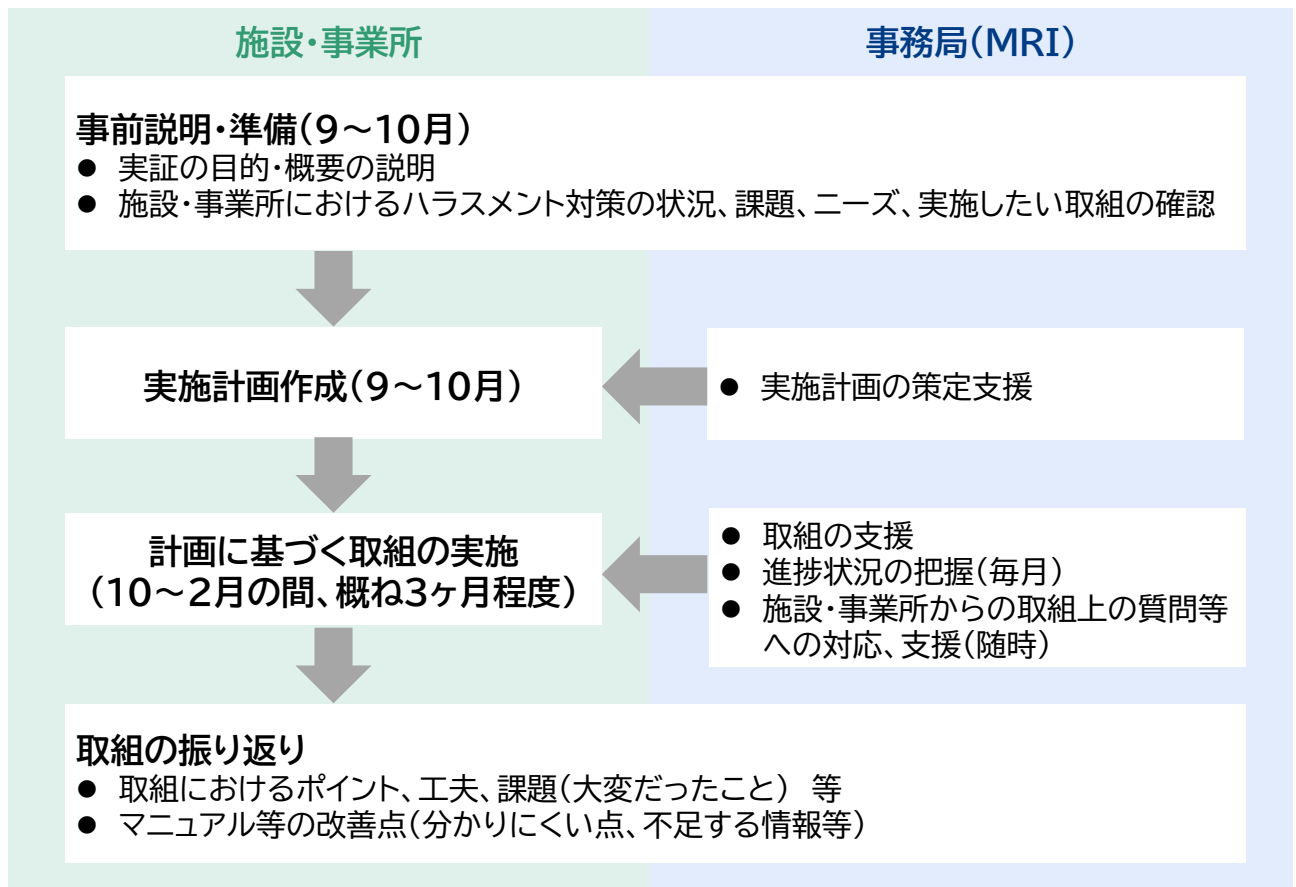 施設・事業所
事務局(MRI)
事前説明・準備(9～10月)
● 実証の目的・概要の説明
● 施設・事業所におけるハラスメント対策の状況、課題、ニーズ、実施したい取組の確認
実施計画作成(9～10月)
● 実施計画の策定支援
計画に基づく取組の実施
(10～2月の間、概ね3ヶ月程度)
● 取組の支援
● 進捗状況の把握(毎月)
● 施設・事業所からの取組上の質問等
への対応、支援(随時)
取組の振り返り
● 取組におけるポイント、工夫、課題(大変だったこと) 等
● マニュアル等の改善点(分かりにくい点、不足する情報等)